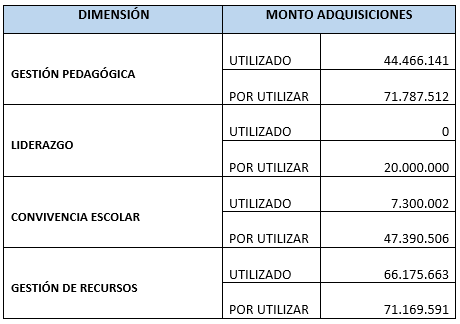 DIMENSIÓN MONTO ADQUISICIONES
GESTIÓN PEDAGÓGICA
UTILIZADO 44.466.141
POR UTILIZAR 71.787.512
LIDERAZGO
UTILIZADO 0
POR UTILIZAR 20.000.000
CONVIVENCIA ESCOLAR
UTILIZADO 7.300.002
POR UTILIZAR 47.390.506
GESTIÓN DE RECURSOS
UTILIZADO 66.175.663
POR UTILIZAR 71.169.591